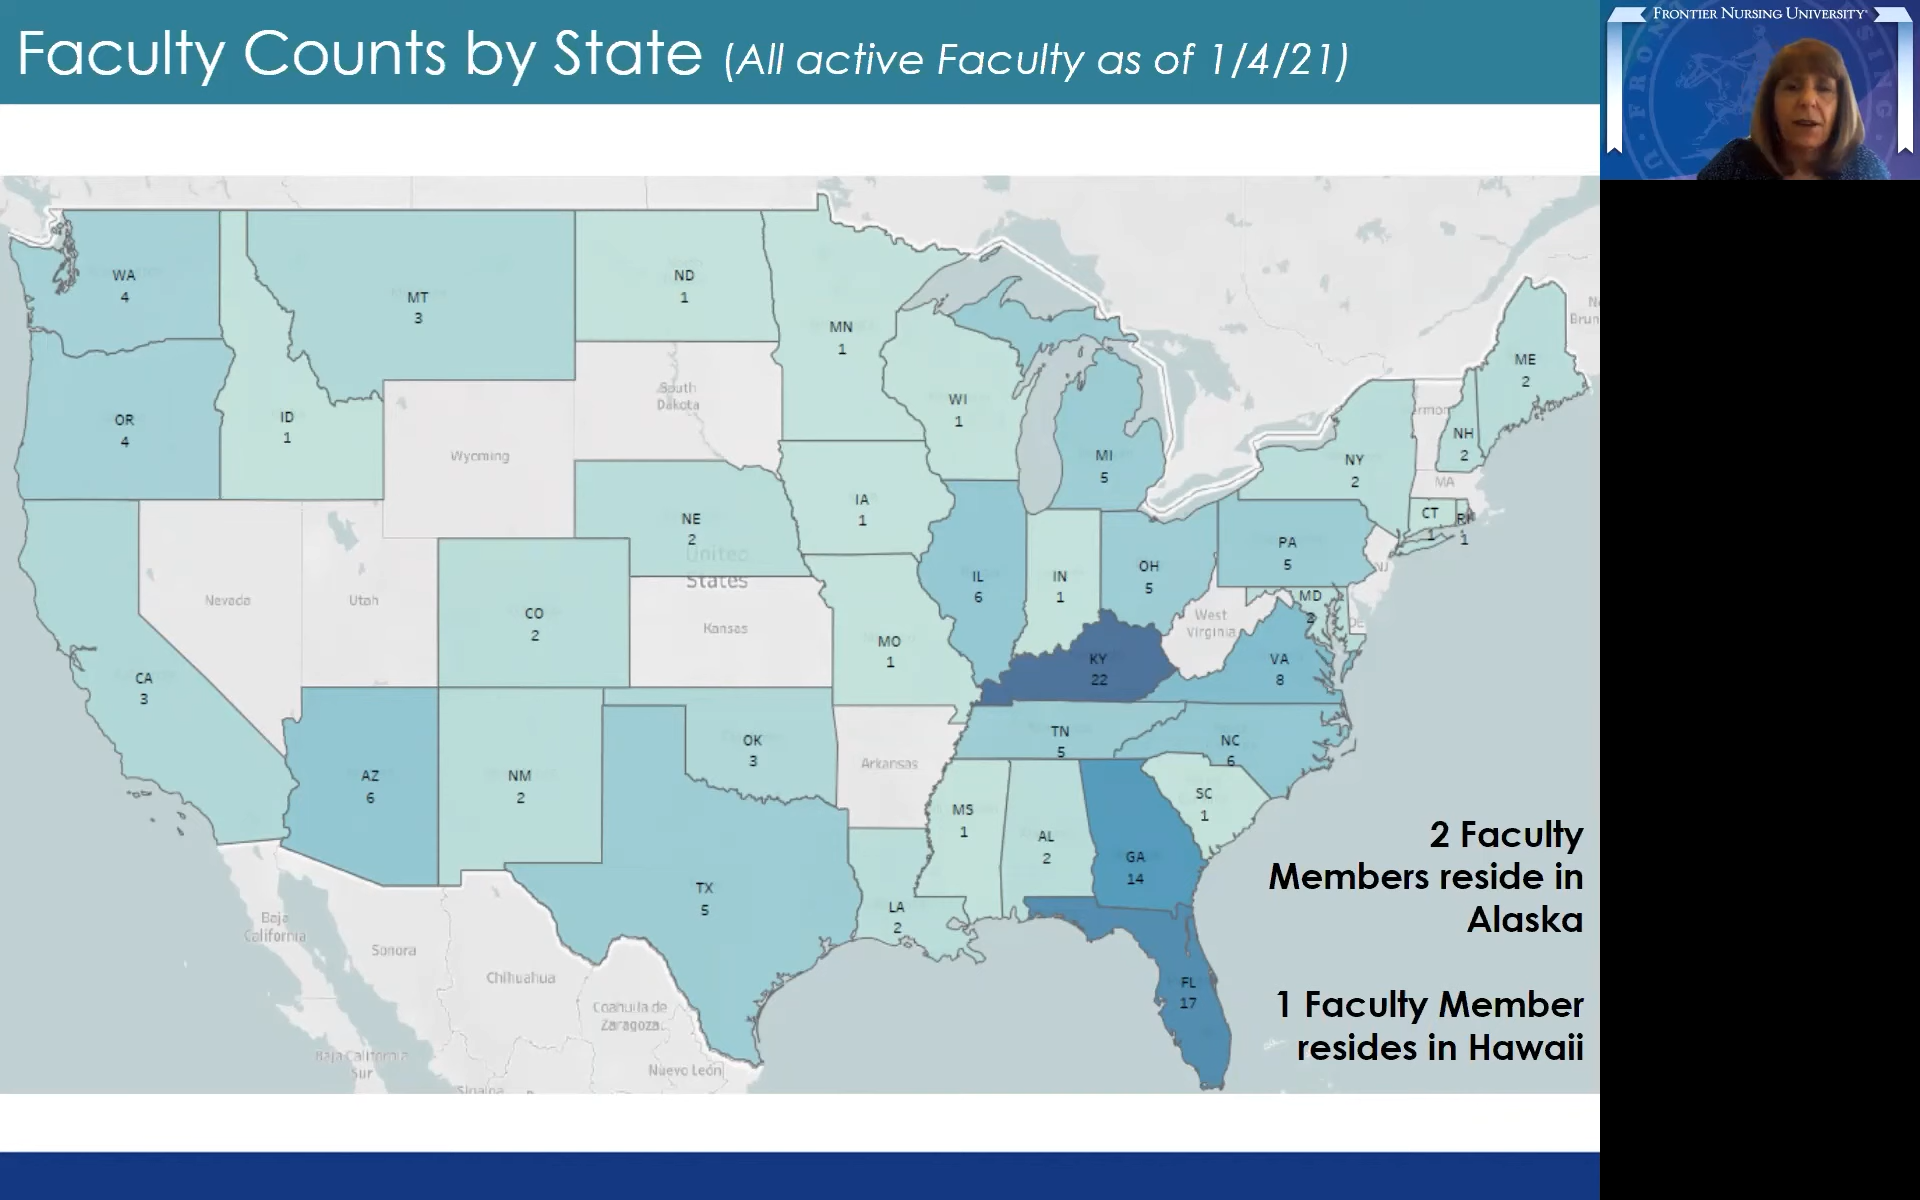 Faculty Counts by State (All active Faculty as of 1/4/21)
FRONTIER NURSING UNIVERSITY
WA
4
MT
3
ND
1
MN
1
OR
4
ID
1
Wyoming
South
Dakota
WI
1
MI
5
ME
2
NH
2
NY
2
MA
CT
1
RI
1
IA
1
NE
2
United
States
PA
5
NJ
Nevada
Utah
CO
2
Kansas
IL
6
IN
1
OH
5
MD
2
DE
West
Virginia
MO
1
KY
22
VA
8
CA
3
AZ
6
NM
2
OK
3
Arkansas
TN
5
NC
6
SC
1
MS
1
AL
2
GA
14
TX
5
LA
2
FL
17
Baja
California
Sonora
Chihuahua
Coahuila de
Zaragoza
Nuevo León
Baja California
Sur
2 Faculty
Members reside in
Alaska
1 Faculty Member
resides in Hawaii